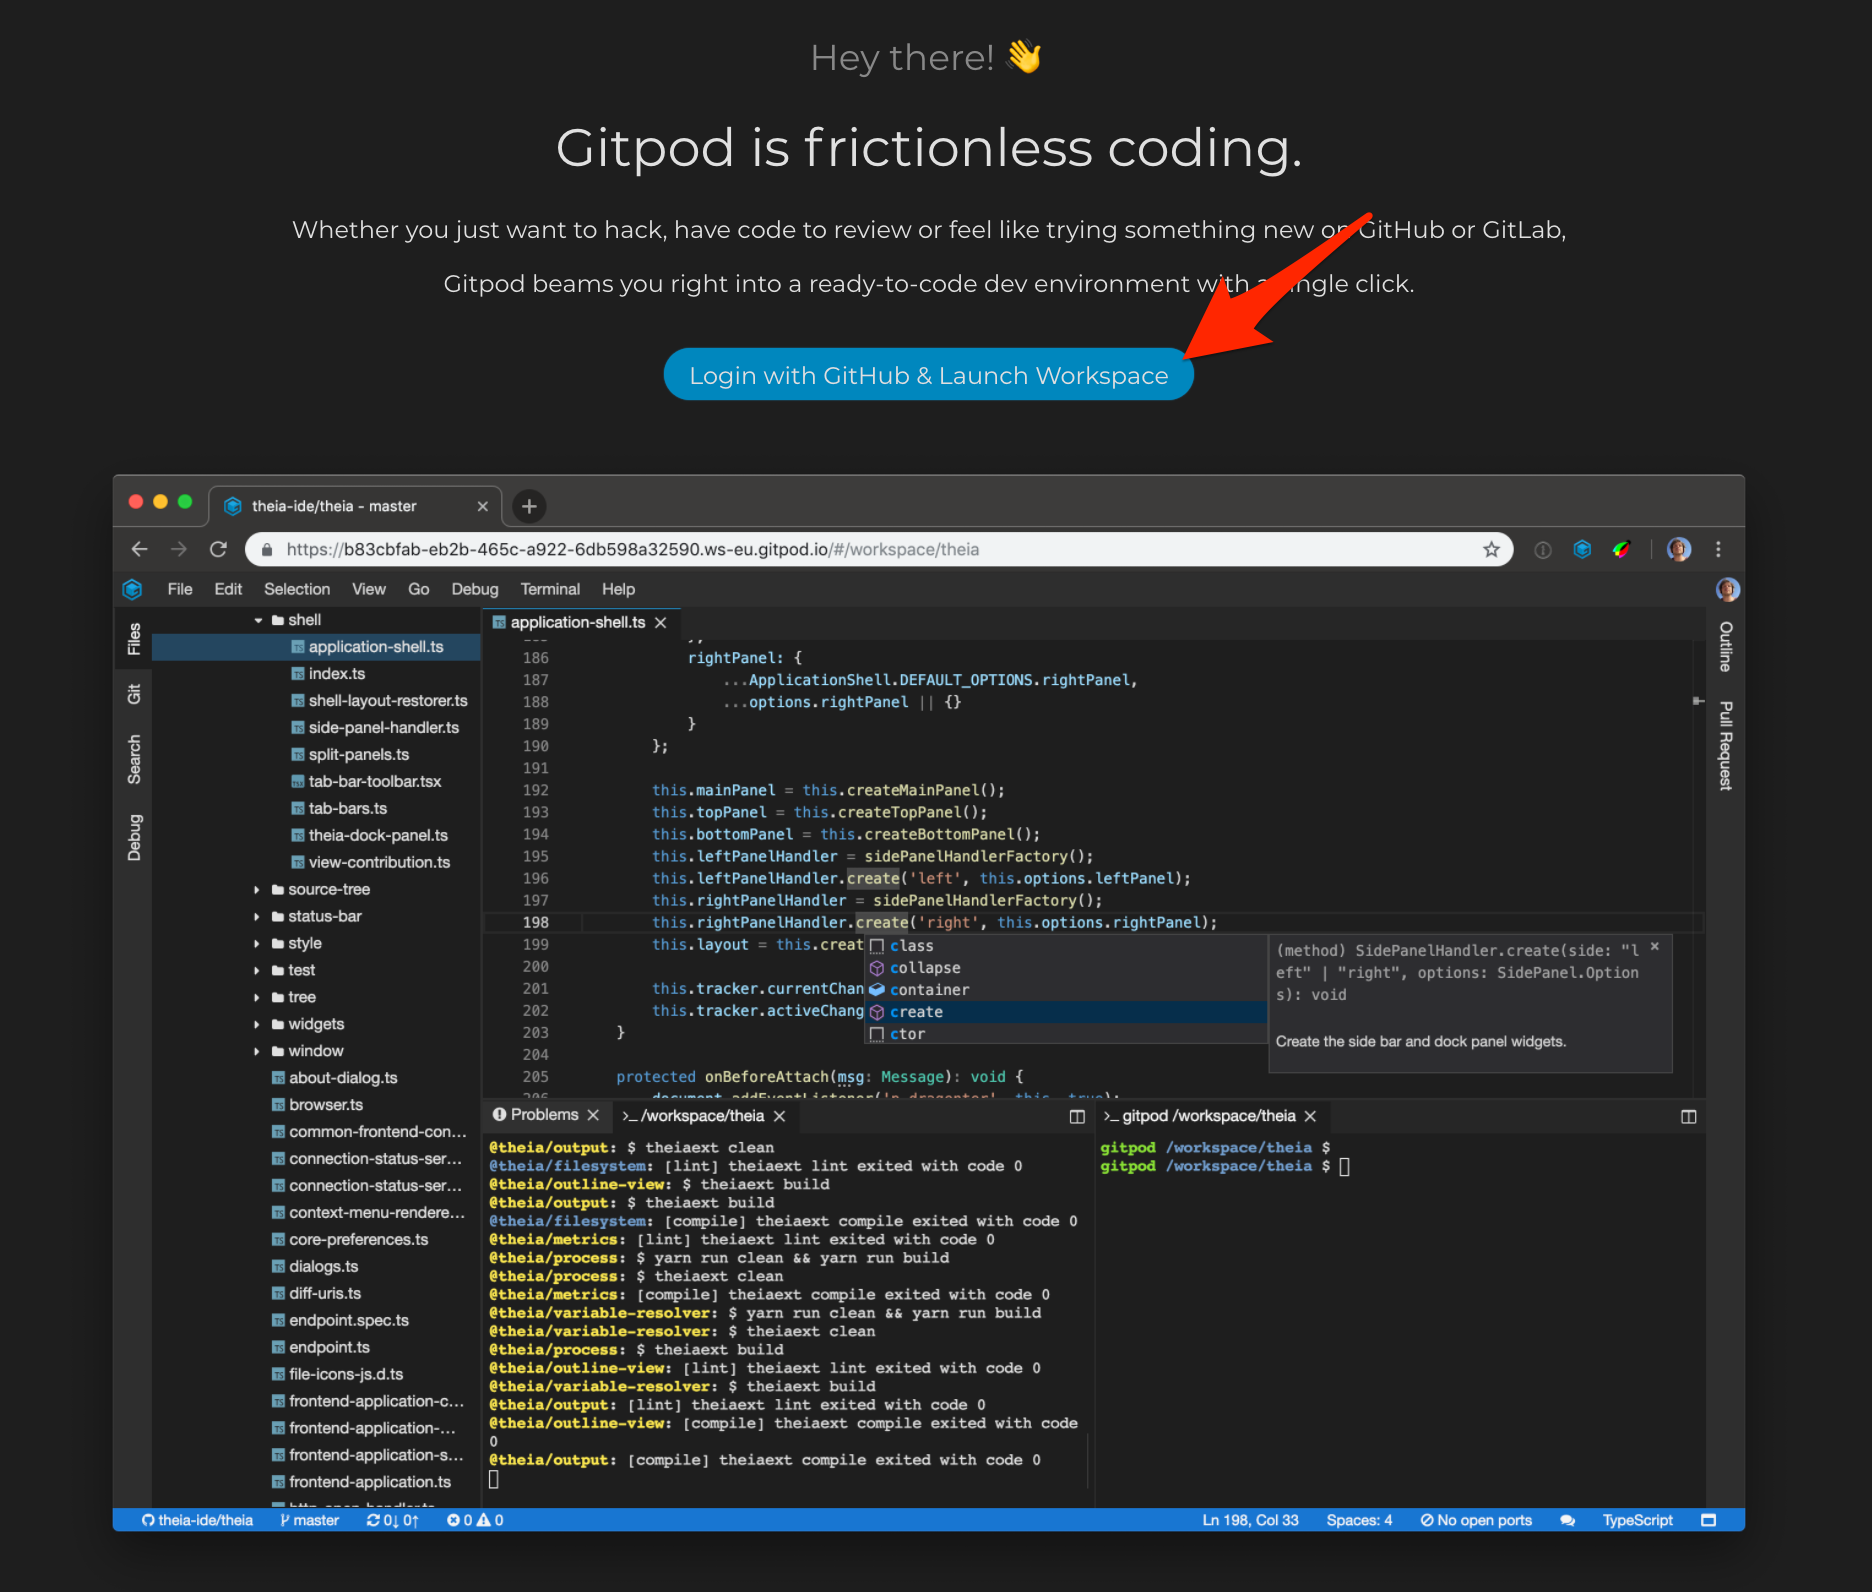 Hey there! 👋
Gitpod is frictionless coding.
Whether you just want to hack, have code to review or feel like trying something new on GitHub or GitLab,
Gitpod beams you right into a ready-to-code dev environment with a single click.
Login with GitHub & Launch Workspace
theia-ide/theia - master
https://b83cbfab-eb2b-465c-a922-6db598a32590.ws-eu.gitpod.io/#/workspace/theia
File Edit Selection View Go Debug Terminal Help
Files
Git
Search
Debug
shell
application-shell.ts
index.ts
shell-layout-restorer.ts
side-panel-handler.ts
split-panels.ts
tab-bar-toolbar.tsx
tab-bars.ts
theia-dock-panel.ts
view-contribution.ts
source-tree
status-bar
style
test
tree
widgets
window
about-dialog.ts
browser.ts
common-frontend-con...
connection-status-ser...
connection-status-ser...
context-menu-rendere...
core-preferences.ts
dialogs.ts
diff-uris.ts
endpoint.spec.ts
endpoint.ts
file-icons-js.d.ts
frontend-application-c...
frontend-application-...
frontend-application-s...
frontend-application.ts
application-shell.ts
186 rightPanel: {
187 ...ApplicationShell.DEFAULT_OPTIONS.rightPanel,
188 ...options.rightPanel || {}
189 }
190 };
191
192 this.mainPanel = this.createMainPanel();
193 this.topPanel = this.createTopPanel();
194 this.bottomPanel = this.createBottomPanel();
195 this.leftPanelHandler = sidePanelHandlerFactory();
196 this.leftPanelHandler.create('left', this.options.leftPanel);
197 this.rightPanelHandler = sidePanelHandlerFactory();
198 this.rightPanelHandler.create('right', this.options.rightPanel);
199 this.layout = this.creat
200
201 this.tracker.currentChan
202 this.tracker.activeChang
203 }
204
205 protected onBeforeAttach(msg: Message): void {
class
collapse
container
create
ctor
(method) SidePanelHandler.create(side: "l
eft" | "right", options: SidePanel.Option
s): void
Create the side bar and dock panel widgets.
Outline
Pull Request
Problems
>_ /workspace/theia
@theia/output: $ theiaext clean
@theia/filesystem: [lint] theiaext lint exited with code 0
@theia/outline-view: $ theiaext build
@theia/output: $ theiaext build
@theia/filesystem: [compile] theiaext compile exited with code 0
@theia/metrics: [lint] theiaext lint exited with code 0
@theia/process: $ yarn run clean && yarn run build
@theia/process: $ theiaext clean
@theia/metrics: [compile] theiaext compile exited with code 0
@theia/variable-resolver: $ yarn run clean && yarn run build
@theia/variable-resolver: $ theiaext clean
@theia/process: $ theiaext build
@theia/outline-view: [lint] theiaext lint exited with code 0
@theia/variable-resolver: $ theiaext build
@theia/output: [lint] theiaext lint exited with code 0
@theia/outline-view: [compile] theiaext compile exited with code
0
@theia/output: [compile] theiaext compile exited with code 0
>_ gitpod /workspace/theia
gitpod /workspace/theia $
gitpod /workspace/theia $
theia-ide/theia master 0↓ 0↑ 0 0 Ln 198, Col 33 Spaces: 4 No open ports TypeScript